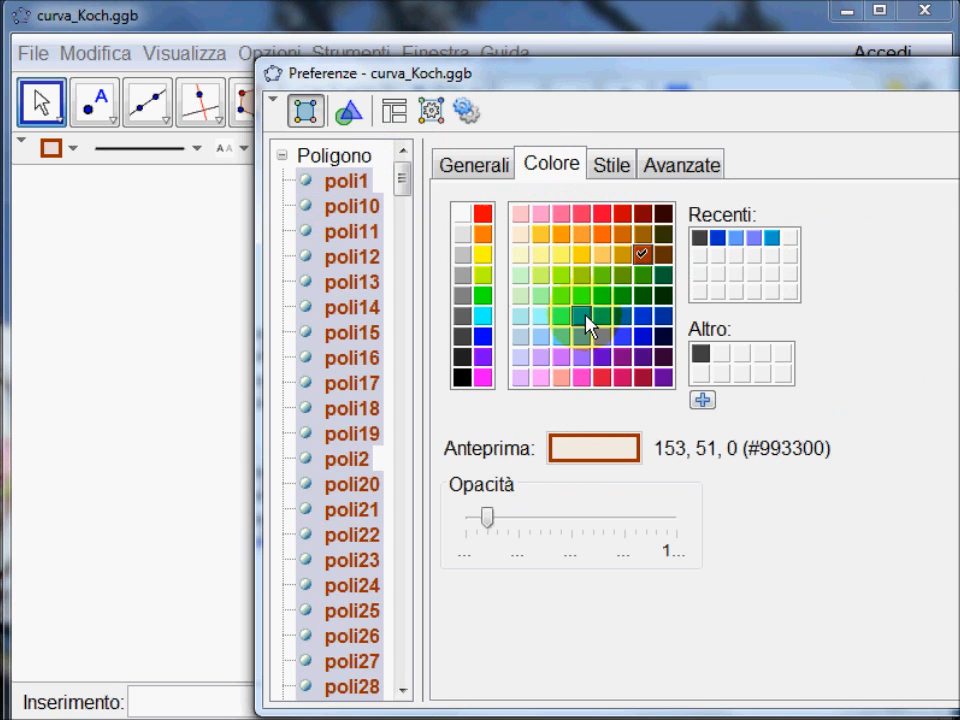 curva_Koch.ggb
File Modifica Visualizza Opzioni Strumenti Finestra Guida
Accedi
Preferenze - curva_Koch.ggb
A
AA
Poligono
poli1
poli10
poli11
poli12
poli13
poli14
poli15
poli16
poli17
poli18
poli19
poli2
poli20
poli21
poli22
poli23
poli24
poli25
poli26
poli27
poli28
Generali Colore Stile Avanzate
Recenti:
Altro:
Anteprima: 153, 51, 0 (#993300)
Opacità
... ... ... ... 1...
Inserimento: